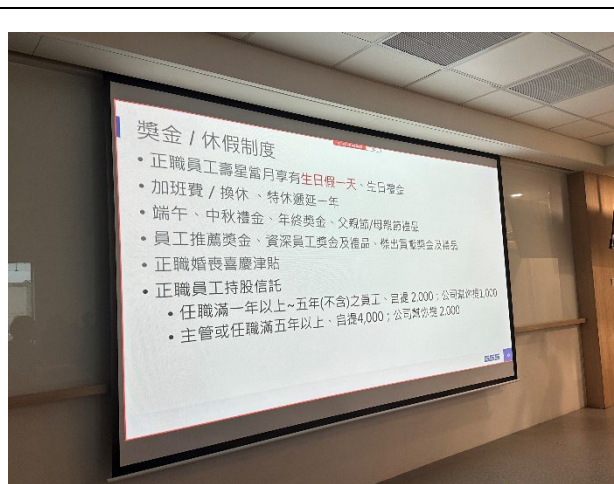 獎金 / 休假制度
• 正職員工壽星當月享有生日假一天、生日禮金
• 加班費 / 換休、特休遞延一年
• 端午、中秋禮金、年終獎金、父親節/母親節禮品
• 員工推薦獎金、資深員工獎金及禮品、傑出貢獻獎金及禮品
• 正職婚喪喜慶津貼
• 正職員工持股信託
• 任職滿一年以上~五年(不含)之員工、自提 2,000；公司幫你提1,000
• 主管或任職滿五年以上、自提4,000；公司幫你提 2,000
GSS